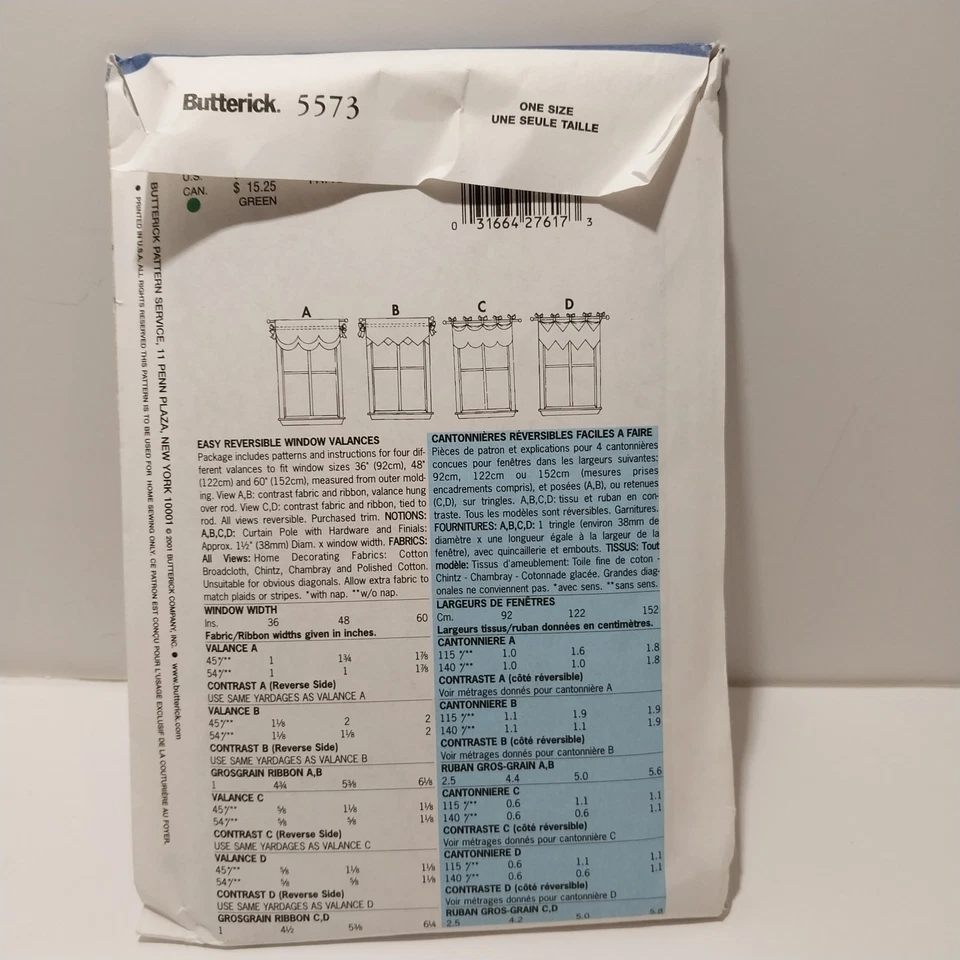 Butterick® 5573
ONE SIZE
UNE SEULE TAILLE
U.S.
CAN. $ 15.25
GREEN
0 31664 27617 3
BUTTERICK PATTERN SERVICE, 11 PENN PLAZA, NEW YORK 10001 © 2001 BUTTERICK COMPANY, INC. ● www.butterick.com
● PRINTED IN U.S.A. ALL RIGHTS RESERVED THIS PATTERN IS TO BE USED FOR HOME SEWING ONLY. CE PATRON EST CONÇU POUR L'USAGE EXCLUSIF DE LA COUTURIÈRE AU FOYER.
A B C D
EASY REVERSIBLE WINDOW VALANCES
Package includes patterns and instructions for four dif-
ferent valances to fit window sizes 36" (92cm), 48"
(122cm) and 60" (152cm), measured from outer mold-
ing. View A,B: contrast fabric and ribbon, valance hung
over rod. View C,D: contrast fabric and ribbon, tied to
rod. All views reversible. Purchased trim. NOTIONS:
A,B,C,D: Curtain Pole with Hardware and Finials:
Approx. 1½" (38mm) Diam. x window width. FABRICS:
All Views: Home Decorating Fabrics: Cotton
Broadcloth, Chintz, Chambray and Polished Cotton.
Unsuitable for obvious diagonals. Allow extra fabric to
match plaids or stripes. *with nap. **w/o nap.
WINDOW WIDTH
Ins. 36 48 60
Fabric/Ribbon widths given in inches.
VALANCE A
45"/** 1 1¾ 1⅞
54"/** 1 1 1⅞
CONTRAST A (Reverse Side)
USE SAME YARDAGES AS VALANCE A
VALANCE B
45"/** 1⅛ 2 2
54"/** 1⅛ 1⅛ 2
CONTRAST B (Reverse Side)
USE SAME YARDAGES AS VALANCE B
GROSGRAIN RIBBON A,B
1 4¾ 5⅜ 6⅛
VALANCE C
45"/** ⅝ 1⅛ 1⅛
54"/** ⅝ ⅝ 1⅛
CONTRAST C (Reverse Side)
USE SAME YARDAGES AS VALANCE C
VALANCE D
45"/** ⅝ 1⅛ 1⅛
54"/** ⅝ ⅝ 1⅛
CONTRAST D (Reverse Side)
USE SAME YARDAGES AS VALANCE D
GROSGRAIN RIBBON C,D
1 4½ 5⅜ 6¼
CANTONNIÈRES RÉVERSIBLES FACILES A FAIRE
Pièces de patron et explications pour 4 cantonnières
concues pour fenêtres dans les largeurs suivantes:
92cm, 122cm ou 152cm (mesures prises
encadrements compris), et posées (A,B), ou retenues
(C,D), sur tringles. A,B,C,D: tissu et ruban en con-
traste. Tous les modèles sont réversibles. Garnitures.
FOURNITURES: A,B,C,D: 1 tringle (environ 38mm de
diamètre x une longueur égale à la largeur de la
fenêtre), avec quincaillerie et embouts. TISSUS: Tout
modèle: Tissus d'ameublement: Toile fine de coton -
Chintz - Chambray - Cotonnade glacée. Grandes diag-
onales ne conviennent pas. *avec sens. **sans sens.
LARGEURS DE FENÊTRES
Cm. 92 122 152
Largeurs tissus/ruban données en centimètres.
CANTONNIERE A
115 */** 1.0 1.6 1.8
140 */** 1.0 1.0 1.8
CONTRASTE A (côté réversible)
Voir métrages donnés pour cantonnière A
CANTONNIERE B
115 */** 1.1 1.9 1.9
140 */** 1.1 1.1 1.9
CONTRASTE B (côté réversible)
Voir métrages donnés pour cantonnière B
RUBAN GROS-GRAIN A,B
2.5 4.4 5.0 5.6
CANTONNIERE C
115 */** 0.6 1.1 1.1
140 */** 0.6 0.6 1.1
CONTRASTE C (côté réversible)
Voir métrages donnés pour cantonnière C
CANTONNIERE D
115 */** 0.6 1.1 1.1
140 */** 0.6 0.6 1.1
CONTRASTE D (côté réversible)
Voir métrages donnés pour cantonnière D
RUBAN GROS-GRAIN C,D
2.5 4.2 5.0 5.8